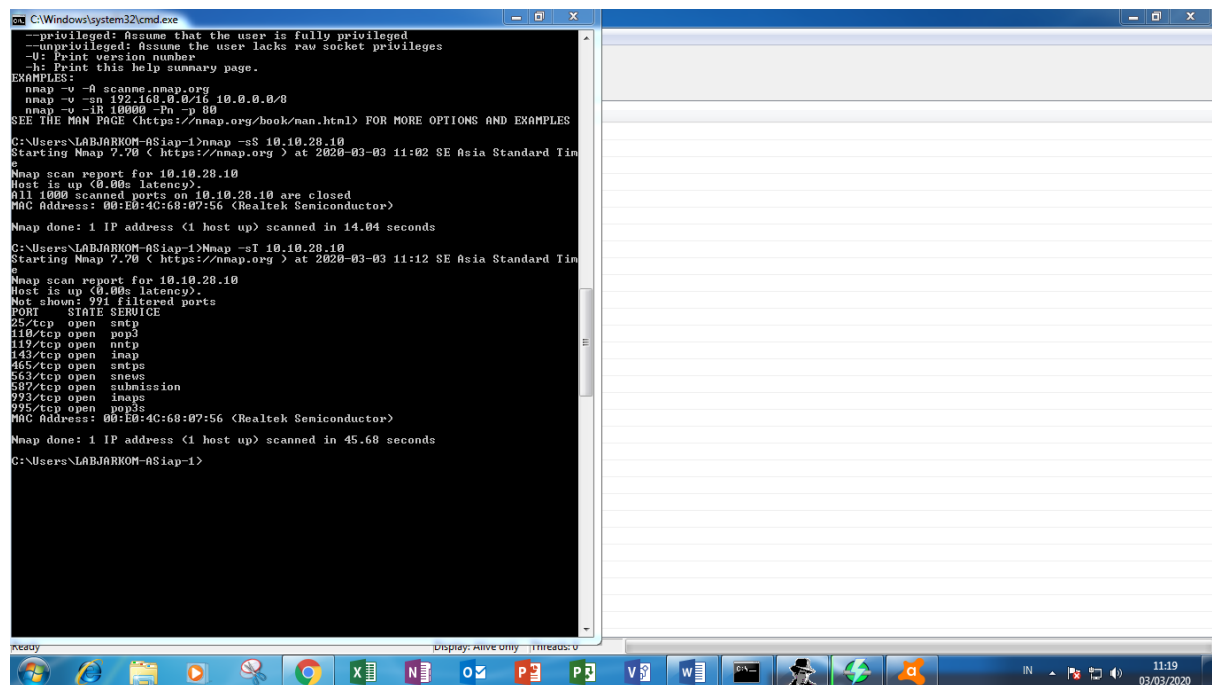 C:\Windows\system32\cmd.exe
--privileged: Assume that the user is fully privileged
--unprivileged: Assume the user lacks raw socket privileges
-V: Print version number
-h: Print this help summary page.
EXAMPLES:
nmap -v -A scanme.nmap.org
nmap -v -sn 192.168.0.0/16 10.0.0.0/8
nmap -v -iR 10000 -Pn -p 80
SEE THE MAN PAGE (https://nmap.org/book/man.html) FOR MORE OPTIONS AND EXAMPLES
C:\Users\LABJARKOM-ASiap-1>nmap -sS 10.10.28.10
Starting Nmap 7.70 ( https://nmap.org ) at 2020-03-03 11:02 SE Asia Standard Tim
e
Nmap scan report for 10.10.28.10
Host is up (0.00s latency).
All 1000 scanned ports on 10.10.28.10 are closed
MAC Address: 00:E0:4C:68:07:56 (Realtek Semiconductor)
Nmap done: 1 IP address (1 host up) scanned in 14.04 seconds
C:\Users\LABJARKOM-ASiap-1>Nmap -sT 10.10.28.10
Starting Nmap 7.70 ( https://nmap.org ) at 2020-03-03 11:12 SE Asia Standard Tim
e
Nmap scan report for 10.10.28.10
Host is up (0.00s latency).
Not shown: 991 filtered ports
PORT STATE SERVICE
25/tcp open smtp
110/tcp open pop3
119/tcp open nntp
143/tcp open imap
465/tcp open smtps
563/tcp open snews
587/tcp open submission
993/tcp open imaps
995/tcp open pop3s
MAC Address: 00:E0:4C:68:07:56 (Realtek Semiconductor)
Nmap done: 1 IP address (1 host up) scanned in 45.68 seconds
C:\Users\LABJARKOM-ASiap-1>
Ready Display: Alive only Threads: 0
IN 11:19
03/03/2020